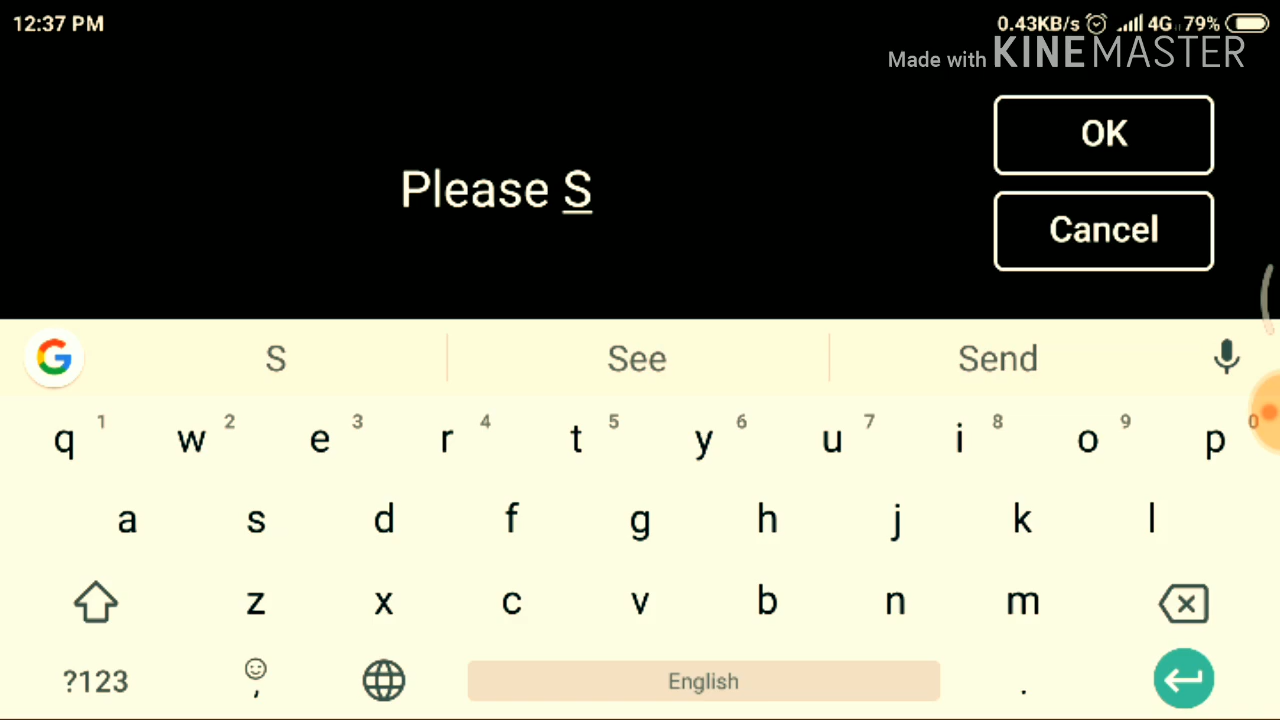 12:37 PM
0.43KB/s 4G 79%
Made with KINEMASTER
OK
Please S
Cancel
G S See Send
q 1 w 2 e 3 r 4 t 5 y 6 u 7 i 8 o 9 p 0
a s d f g h j k l
z x c v b n m
?123 , English .